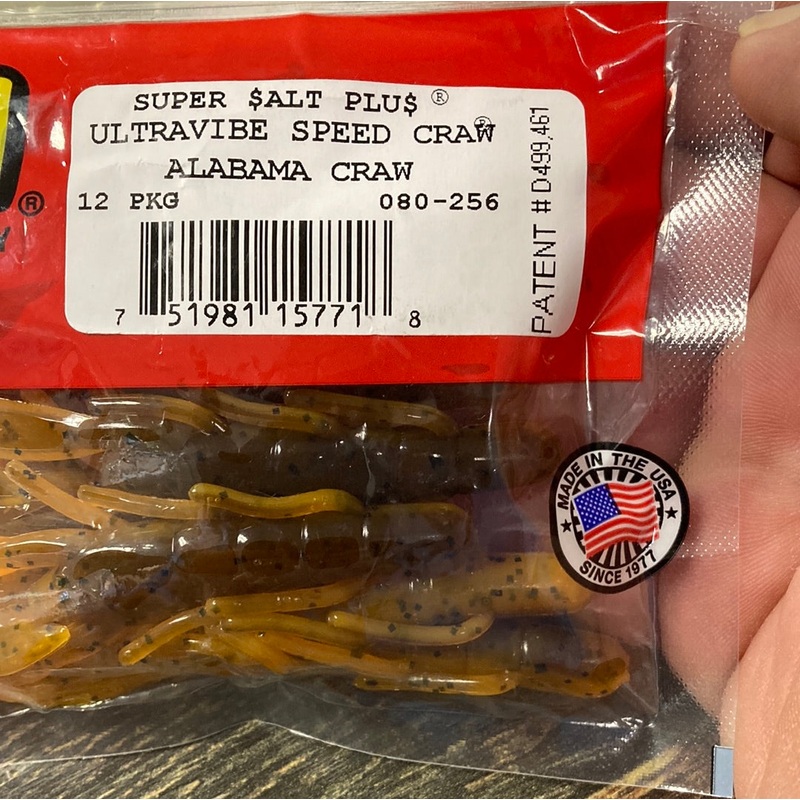 SUPER $ALT PLU$ ®
ULTRAVIBE SPEED CRAW ®
ALABAMA CRAW
12 PKG 080-256
7 51981 15771 8
PATENT # D499,461
®
MADE IN THE USA
SINCE 1977